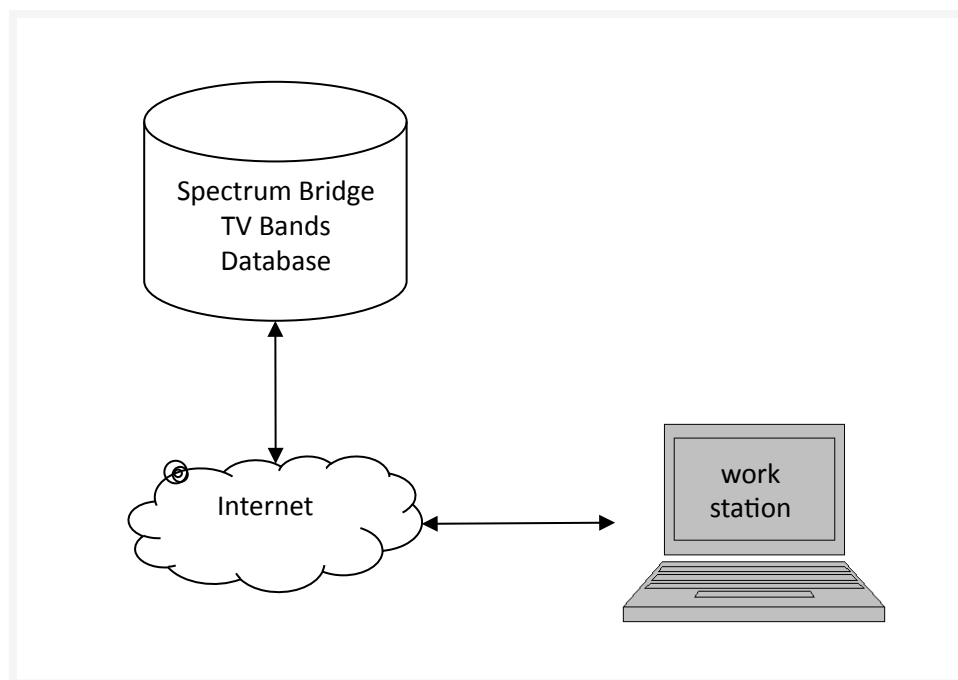 Spectrum Bridge
TV Bands
Database
Internet
work
station